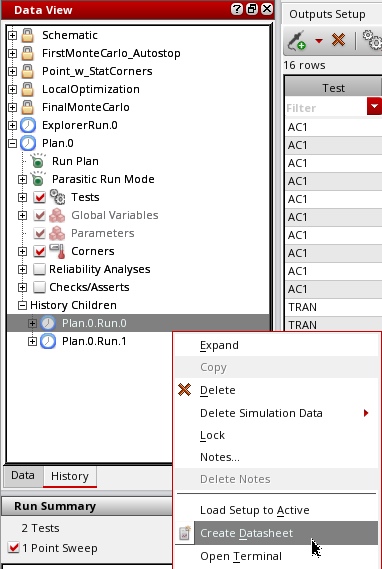 Data View
Schematic
FirstMonteCarlo_Autostop
Point_w_StatCorners
LocalOptimization
FinalMonteCarlo
ExplorerRun.0
Plan.0
Run Plan
Parasitic Run Mode
Tests
Global Variables
Parameters
Corners
Reliability Analyses
Checks/Asserts
History Children
Plan.0.Run.0
Plan.0.Run.1
Data
History
Run Summary
2 Tests
1 Point Sweep
Outputs Setup
16 rows
Test
Filter
AC1
AC1
AC1
AC1
AC1
AC1
AC1
AC1
AC1
AC1
TRAN
TRAN
Expand
Copy
Delete
Delete Simulation Data
Lock
Notes...
Delete Notes
Load Setup to Active
Create Datasheet
Open Terminal